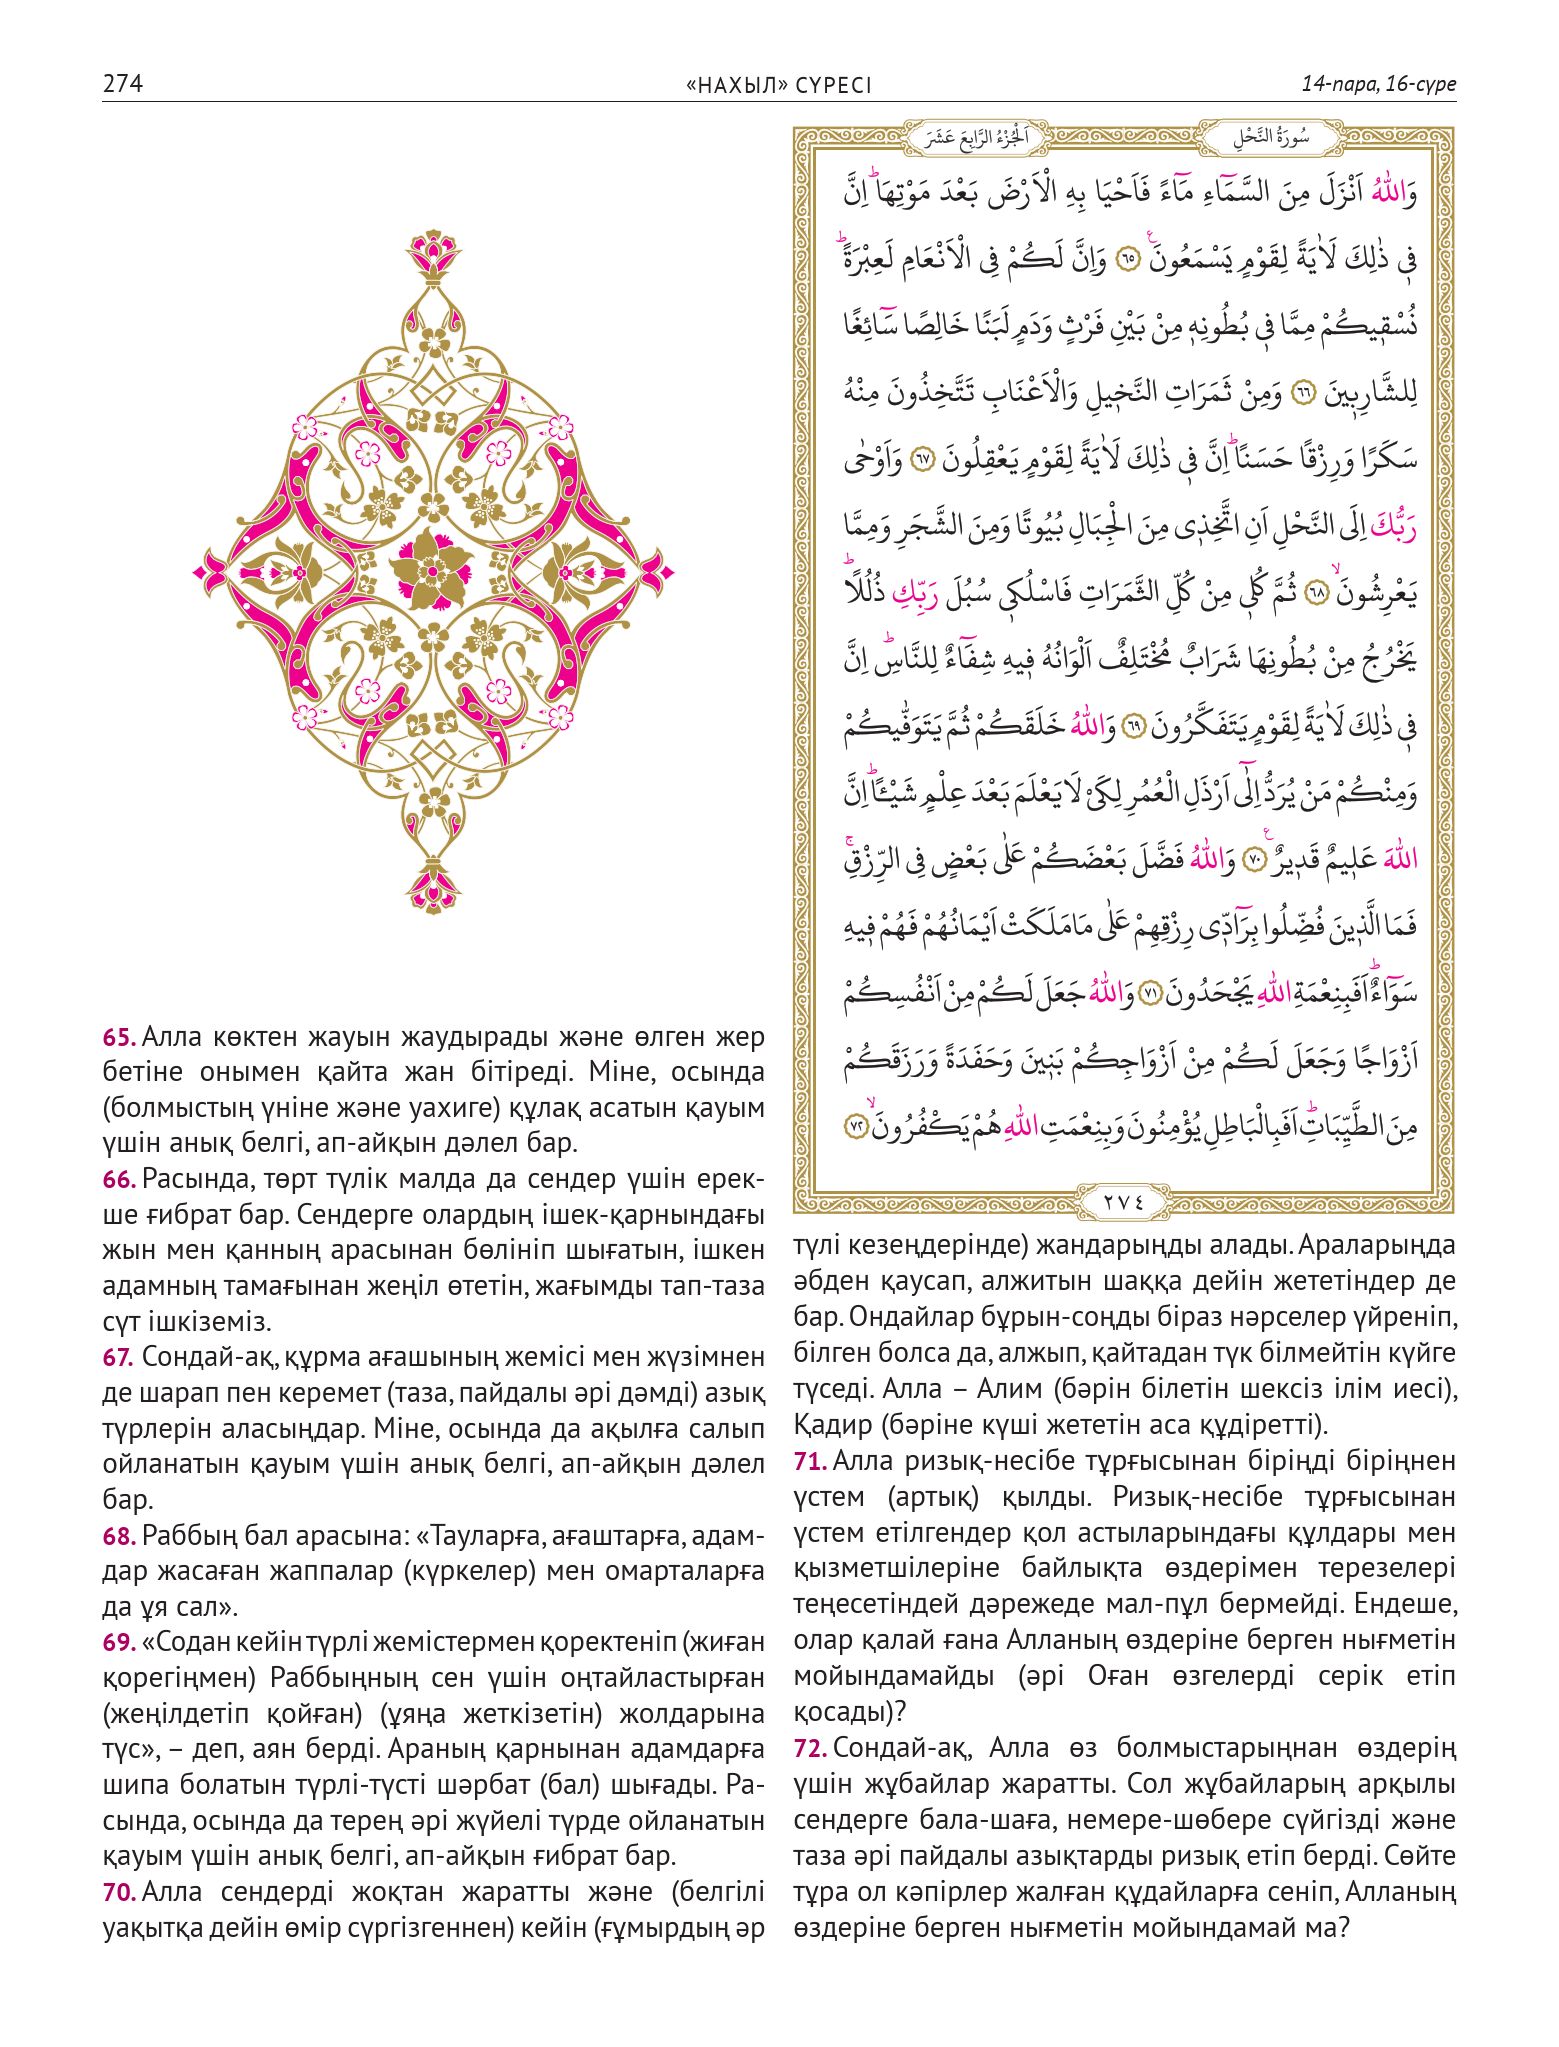 274
«НАХЫЛ» СҮРЕСІ
14-пара, 16-сүре
سُورَةُ النَّحْلِ
اَلْجُزْءُ الرَّابِعَ عَشَرَ
وَاللّٰهُ اَنْزَلَ مِنَ السَّمَٓاءِ مَٓاءً فَاَحْيَا بِهِ الْاَرْضَ بَعْدَ مَوْتِهَاۜ اِنَّ
ف۪ي ذٰلِكَ لَاٰيَةً لِقَوْمٍ يَسْمَعُونَ۟ ﴿٦٥﴾ وَاِنَّ لَكُمْ فِي الْاَنْعَامِ لَعِبْرَةًۜ
نُسْق۪يكُمْ مِمَّا ف۪ي بُطُونِه۪ مِنْ بَيْنِ فَرْثٍ وَدَمٍ لَبَنًا خَالِصًا سَٓائِغًا
لِلشَّارِب۪ينَ ﴿٦٦﴾ وَمِنْ ثَمَرَاتِ النَّخ۪يلِ وَالْاَعْنَابِ تَتَّخِذُونَ مِنْهُ
سَكَرًا وَرِزْقًا حَسَنًاۜ اِنَّ ف۪ي ذٰلِكَ لَاٰيَةً لِقَوْمٍ يَعْقِلُونَ ﴿٦٧﴾ وَاَوْحٰى
رَبُّكَ اِلَى النَّحْلِ اَنِ اتَّخِذ۪ي مِنَ الْجِبَالِ بُيُوتًا وَمِنَ الشَّجَرِ وَمِمَّا
يَعْرِشُونَۙ ﴿٦٨﴾ ثُمَّ كُل۪ي مِنْ كُلِّ الثَّمَرَاتِ فَاسْلُك۪ي سُبُلَ رَبِّكِ ذُلُلًاۜ
يَخْرُجُ مِنْ بُطُونِهَا شَرَابٌ مُخْتَلِفٌ اَلْوَانُهُ ف۪يهِ شِفَٓاءٌ لِلنَّاسِۜ اِنَّ
ف۪ي ذٰلِكَ لَاٰيَةً لِقَوْمٍ يَتَفَكَّرُونَ ﴿٦٩﴾ وَاللّٰهُ خَلَقَكُمْ ثُمَّ يَتَوَفّٰيكُمْ
وَمِنْكُمْ مَنْ يُرَدُّ اِلٰٓى اَرْذَلِ الْعُمُرِ لِكَيْ لَا يَعْلَمَ بَعْدَ عِلْمٍ شَيْـًٔاۜ اِنَّ
اللّٰهَ عَل۪يمٌ قَد۪يرٌ۟ ﴿٧٠﴾ وَاللّٰهُ فَضَّلَ بَعْضَكُمْ عَلٰى بَعْضٍ فِي الرِّزْقِۚ
فَمَا الَّذ۪ينَ فُضِّلُوا بِرَٓادّ۪ي رِزْقِهِمْ عَلٰى مَا مَلَكَتْ اَيْمَانُهُمْ فَهُمْ ف۪يهِ
سَوَٓاءٌۜ اَفَبِنِعْمَةِ اللّٰهِ يَجْحَدُونَ ﴿٧١﴾ وَاللّٰهُ جَعَلَ لَكُمْ مِنْ اَنْفُسِكُمْ
اَزْوَاجًا وَجَعَلَ لَكُمْ مِنْ اَزْوَاجِكُمْ بَن۪ينَ وَحَفَدَةً وَرَزَقَكُمْ
مِنَ الطَّيِّبَاتِۜ اَفَبِالْبَاطِلِ يُؤْمِنُونَ وَبِنِعْمَتِ اللّٰهِ هُمْ يَكْفُرُونَۙ ﴿٧٢﴾
٢٧٤
65. Алла көктен жауын жаудырады және өлген жер
бетіне онымен қайта жан бітіреді. Міне, осында
(болмыстың үніне және уахиге) құлақ асатын қауым
үшін анық белгі, ап-айқын дәлел бар.
66. Расында, төрт түлік малда да сендер үшін ерек-
ше ғибрат бар. Сендерге олардың ішек-қарнындағы
жын мен қанның арасынан бөлініп шығатын, ішкен
адамның тамағынан жеңіл өтетін, жағымды тап-таза
сүт ішкіземіз.
67. Сондай-ақ, құрма ағашының жемісі мен жүзімнен
де шарап пен керемет (таза, пайдалы әрі дәмді) азық
түрлерін аласыңдар. Міне, осында да ақылға салып
ойланатын қауым үшін анық белгі, ап-айқын дәлел
бар.
68. Раббың бал арасына: «Тауларға, ағаштарға, адам-
дар жасаған жаппалар (күркелер) мен омарталарға
да ұя сал».
69. «Содан кейін түрлі жемістермен қоректеніп (жиған
қорегіңмен) Раббыңның сен үшін оңтайластырған
(жеңілдетіп қойған) (ұяңа жеткізетін) жолдарына
түс», – деп, аян берді. Араның қарнынан адамдарға
шипа болатын түрлі-түсті шәрбат (бал) шығады. Ра-
сында, осында да терең әрі жүйелі түрде ойланатын
қауым үшін анық белгі, ап-айқын ғибрат бар.
70. Алла сендерді жоқтан жаратты және (белгілі
уақытқа дейін өмір сүргізгеннен) кейін (ғұмырдың әр
түлі кезеңдерінде) жандарыңды алады. Араларыңда
әбден қаусап, алжитын шаққа дейін жететіндер де
бар. Ондайлар бұрын-соңды біраз нәрселер үйреніп,
білген болса да, алжып, қайтадан түк білмейтін күйге
түседі. Алла – Алим (бәрін білетін шексіз ілім иесі),
Қадир (бәріне күші жететін аса құдіретті).
71. Алла ризық-несібе тұрғысынан біріңді біріңнен
үстем (артық) қылды. Ризық-несібе тұрғысынан
үстем етілгендер қол астыларындағы құлдары мен
қызметшілеріне байлықта өздерімен терезелері
теңесетіндей дәрежеде мал-пұл бермейді. Ендеше,
олар қалай ғана Алланың өздеріне берген нығметін
мойындамайды (әрі Оған өзгелерді серік етіп
қосады)?
72. Сондай-ақ, Алла өз болмыстарыңнан өздерің
үшін жұбайлар жаратты. Сол жұбайларың арқылы
сендерге бала-шаға, немере-шөбере сүйгізді және
таза әрі пайдалы азықтарды ризық етіп берді. Сөйте
тұра ол кәпірлер жалған құдайларға сеніп, Алланың
өздеріне берген нығметін мойындамай ма?